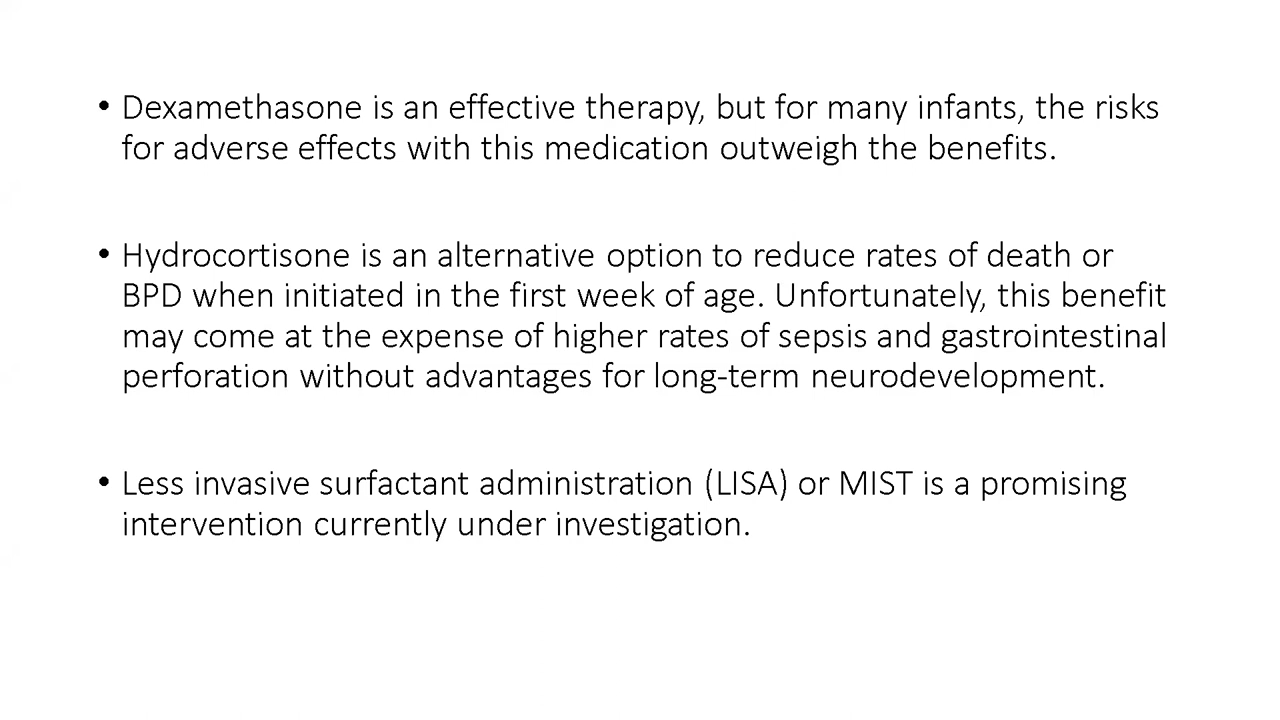 • Dexamethasone is an effective therapy, but for many infants, the risks
for adverse effects with this medication outweigh the benefits.
• Hydrocortisone is an alternative option to reduce rates of death or
BPD when initiated in the first week of age. Unfortunately, this benefit
may come at the expense of higher rates of sepsis and gastrointestinal
perforation without advantages for long-term neurodevelopment.
• Less invasive surfactant administration (LISA) or MIST is a promising
intervention currently under investigation.